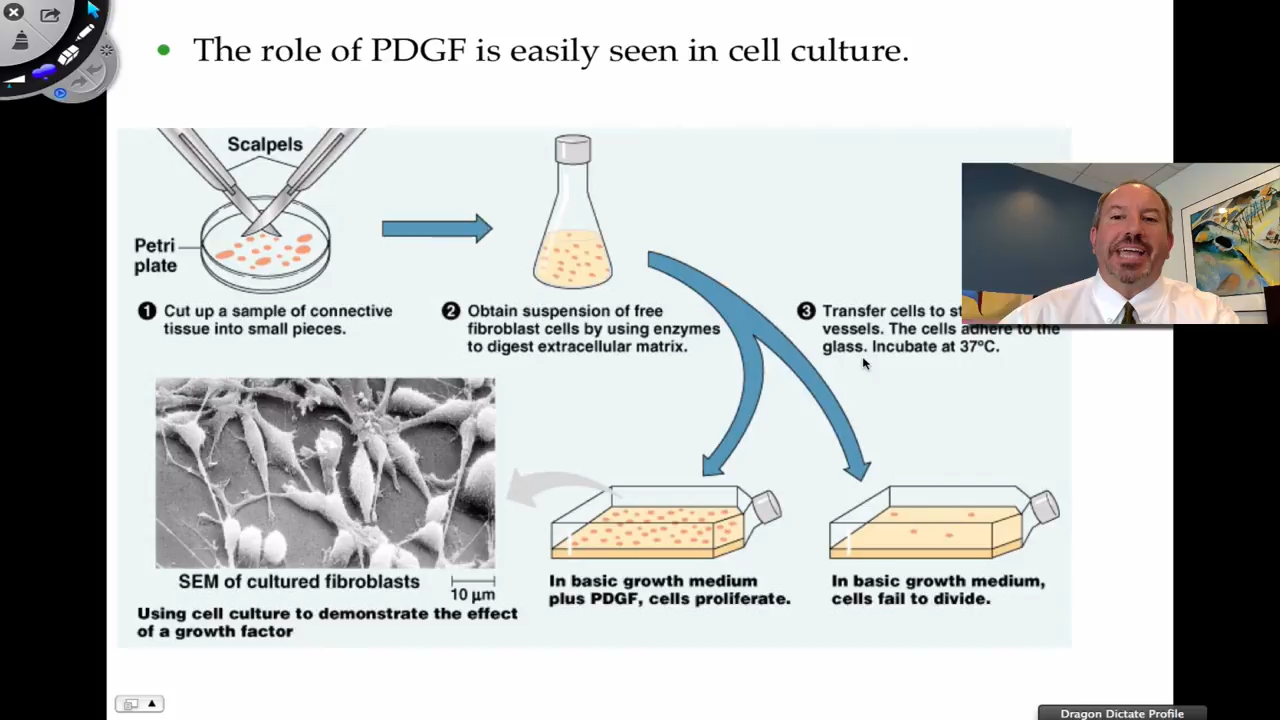 • The role of PDGF is easily seen in cell culture.
Scalpels
Petri
plate
1 Cut up a sample of connective
tissue into small pieces.
2 Obtain suspension of free
fibroblast cells by using enzymes
to digest extracellular matrix.
3 Transfer cells to
vessels. The cells adhere to the
glass. Incubate at 37°C.
SEM of cultured fibroblasts
10 µm
Using cell culture to demonstrate the effect
of a growth factor
In basic growth medium
plus PDGF, cells proliferate.
In basic growth medium,
cells fail to divide.
Dragon Dictate Profile